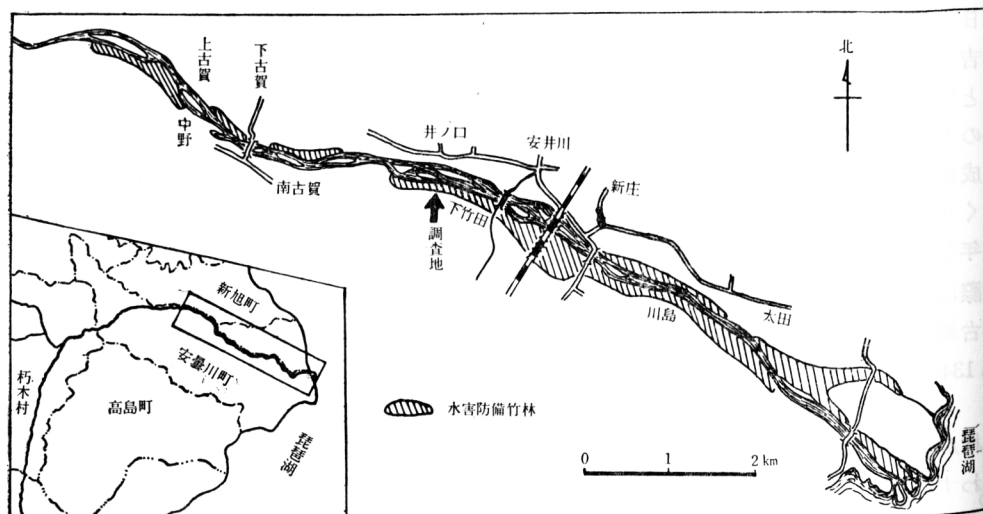 上古賀
下古賀
中野
南古賀
井ノ口
安井川
新庄
北
下竹田
調査地
川島
太田
琵琶湖
新旭町
安曇川町
朽木村
高島町
琵琶湖
水害防備竹林
0 1 2 km